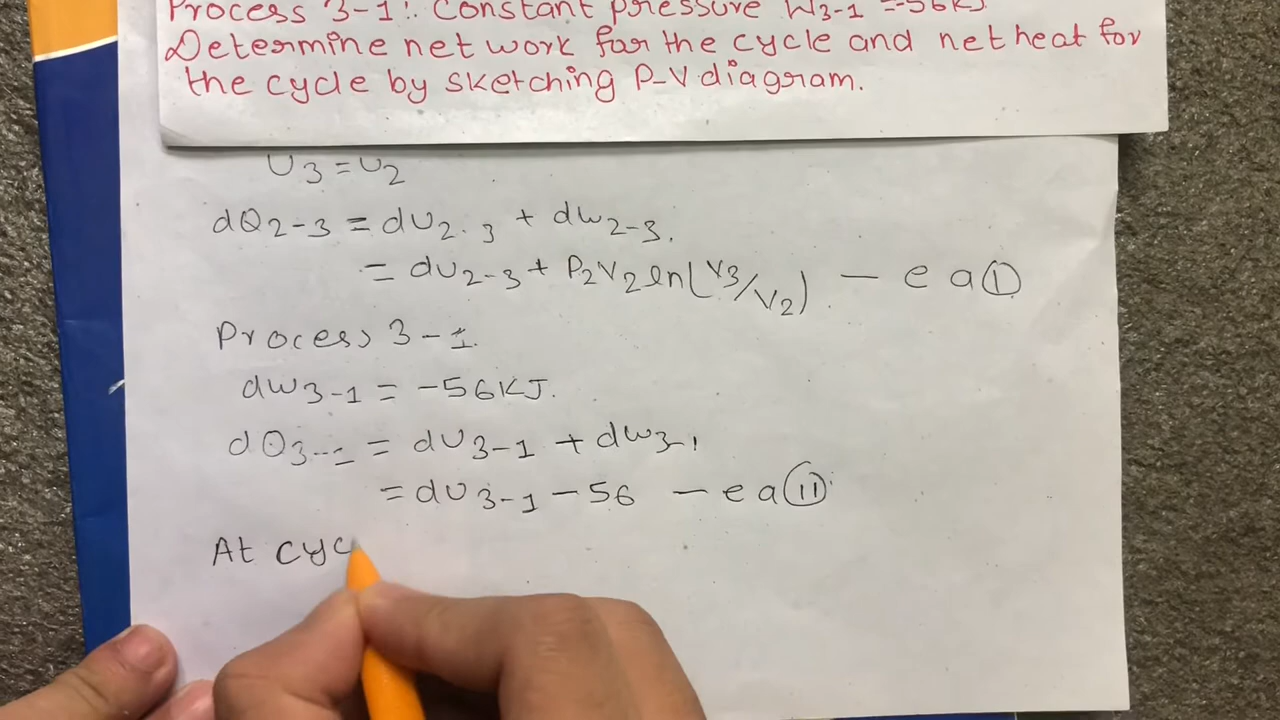 Process 3-1: Constant pressure W3-1 = -56KJ
Determine net work for the cycle and net heat for
the cycle by sketching P-V diagram.
U3 = U2
dQ2-3 = dU2-3 + dW2-3.
= dU2-3 + P2V2 ln(V3/V2) - eq(I)
Process 3-1.
dW3-1 = -56KJ.
dQ3-1 = dU3-1 + dW3-1
= dU3-1 - 56 - eq(II)
At cyc